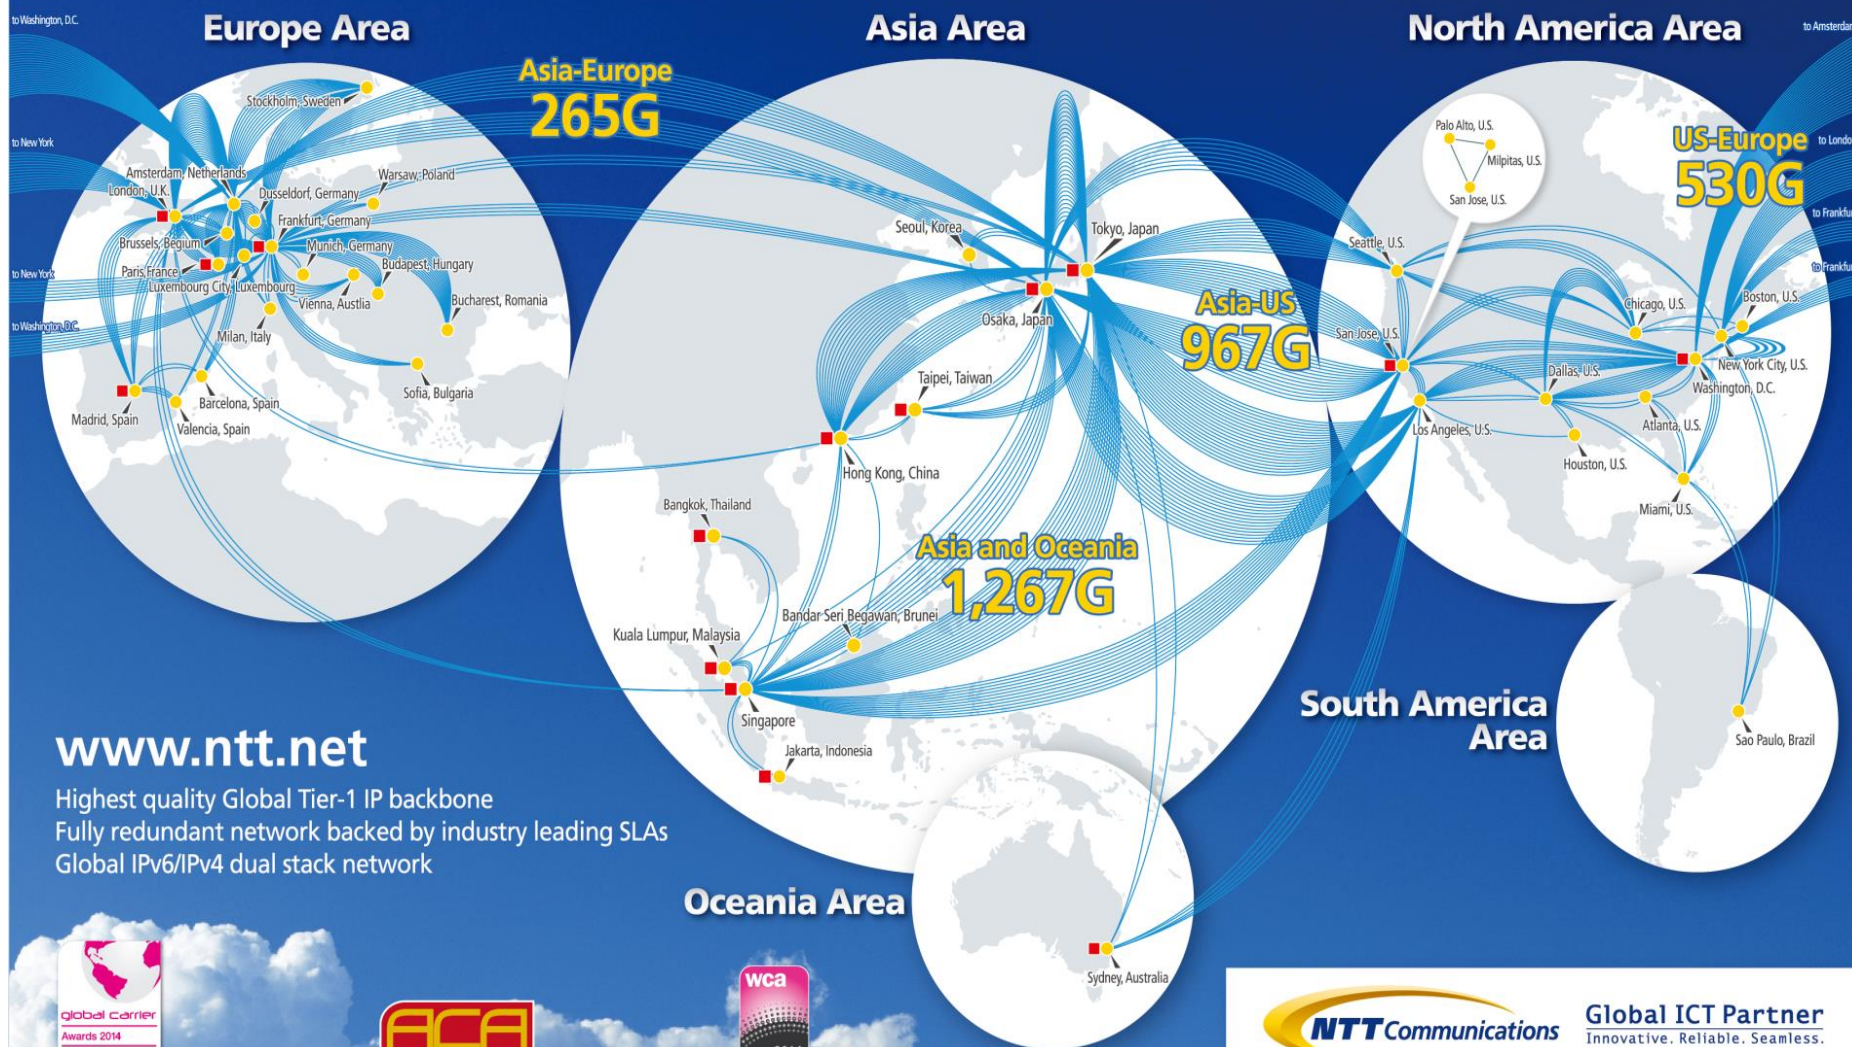 to Washington, D.C.
Europe Area
Asia Area
North America Area
Asia-Europe
265G
Stockholm, Sweden
to New York
Amsterdam, Netherlands
London, U.K.
Dusseldorf, Germany
Warsaw, Poland
Frankfurt, Germany
Brussels, Begium
Munich, Germany
Paris, France
Budapest, Hungary
to New York
Luxembourg City, Luxembourg
Vienna, Austlia
Bucharest, Romania
to Washington, D.C.
Milan, Italy
Sofia, Bulgaria
Madrid, Spain
Barcelona, Spain
Valencia, Spain
Seoul, Korea
Tokyo, Japan
Osaka, Japan
Asia-US
967G
Taipei, Taiwan
Hong Kong, China
Bangkok, Thailand
Asia and Oceania
1,267G
Bandar Seri Begawan, Brunei
Kuala Lumpur, Malaysia
Singapore
Jakarta, Indonesia
to Amsterdam
Palo Alto, U.S.
Milpitas, U.S.
San Jose, U.S.
US-Europe
530G
to Londo
to Frankfu
to Frankfu
Seattle, U.S.
Chicago, U.S.
Boston, U.S.
San Jose, U.S.
New York City, U.S.
Dallas, U.S.
Washington, D.C.
Los Angeles, U.S.
Atlanta, U.S.
Houston, U.S.
Miami, U.S.
South America
Area
Sao Paulo, Brazil
www.ntt.net
Highest quality Global Tier-1 IP backbone
Fully redundant network backed by industry leading SLAs
Global IPv6/IPv4 dual stack network
Oceania Area
Sydney, Australia
global carrier
Awards 2014
ACA
wca
NTT Communications
Global ICT Partner
Innovative. Reliable. Seamless.